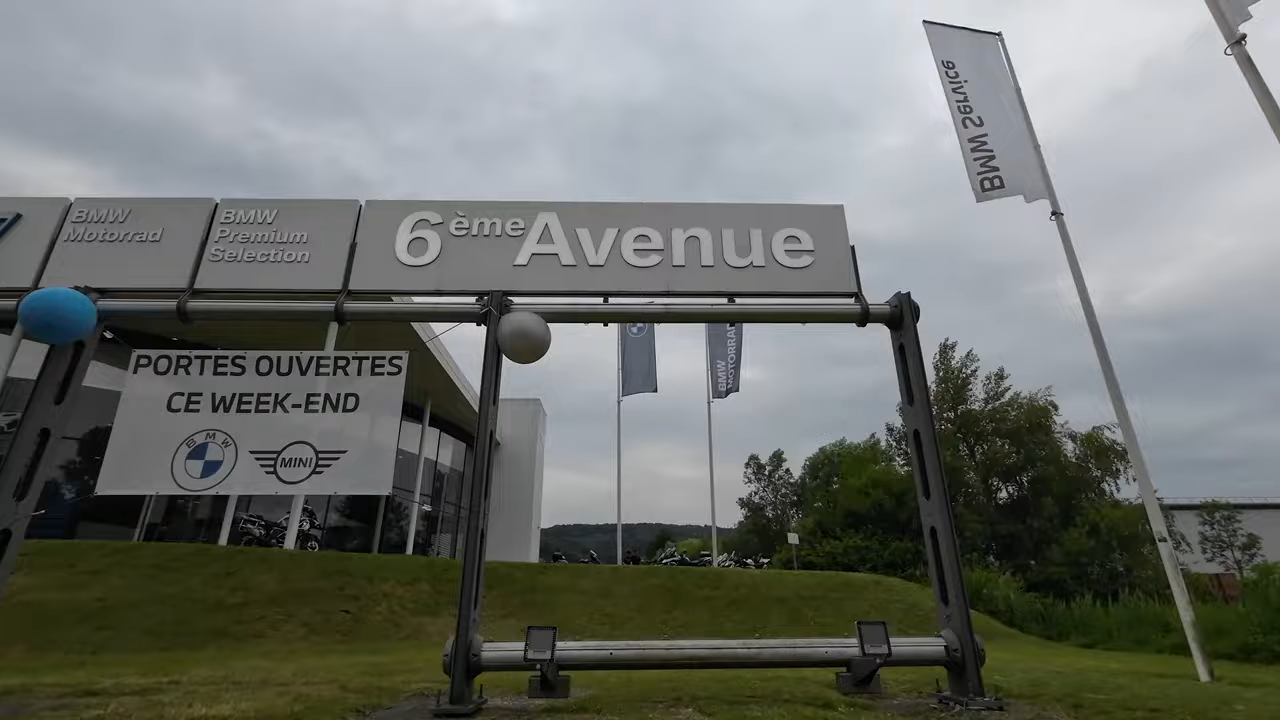 BMW
Motorrad
BMW
Premium
Selection
6ème Avenue
PORTES OUVERTES
CE WEEK-END
BMW
MINI
BMW
MOTORRAD
BMW Service